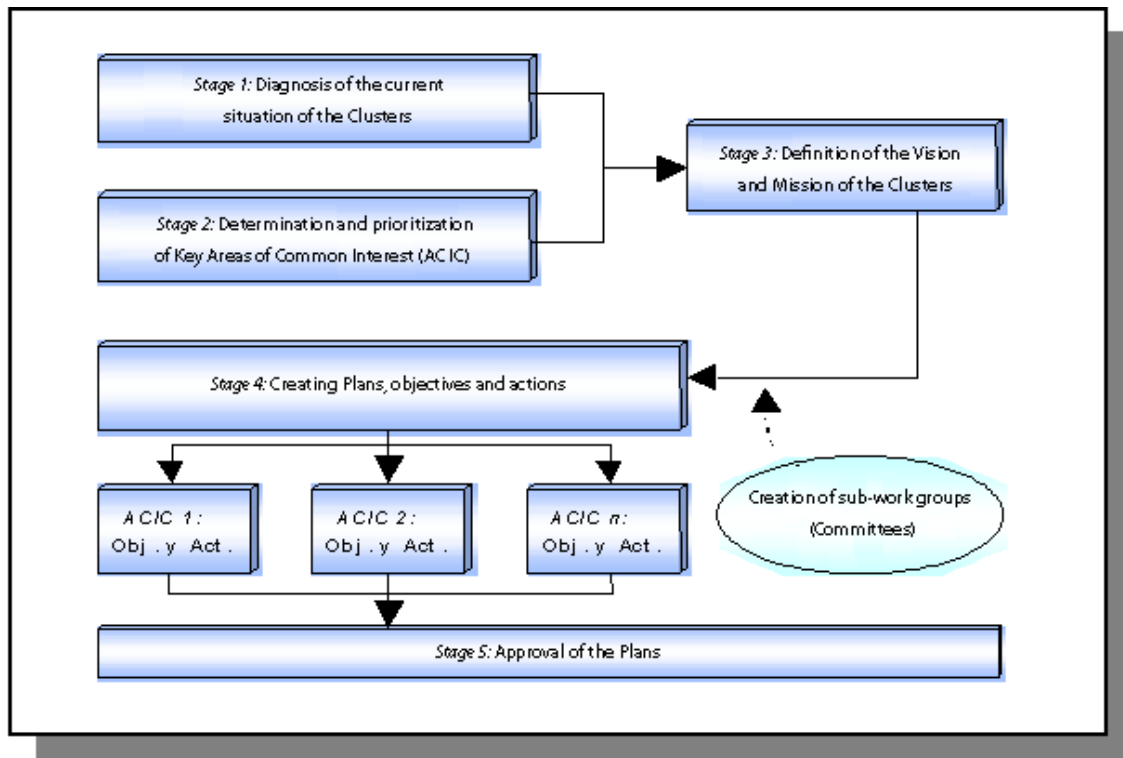 Stage 1: Diagnosis of the current
situation of the Clusters
Stage 2: Determination and prioritization
of Key Areas of Common Interest (ACIC)
Stage 3: Definition of the Vision
and Mission of the Clusters
Stage 4: Creating Plans, objectives and actions
Creation of sub-work groups
(Committees)
ACIC 1:
Obj. y Act.
ACIC 2:
Obj. y Act.
ACIC n:
Obj. y Act.
Stage 5: Approval of the Plans